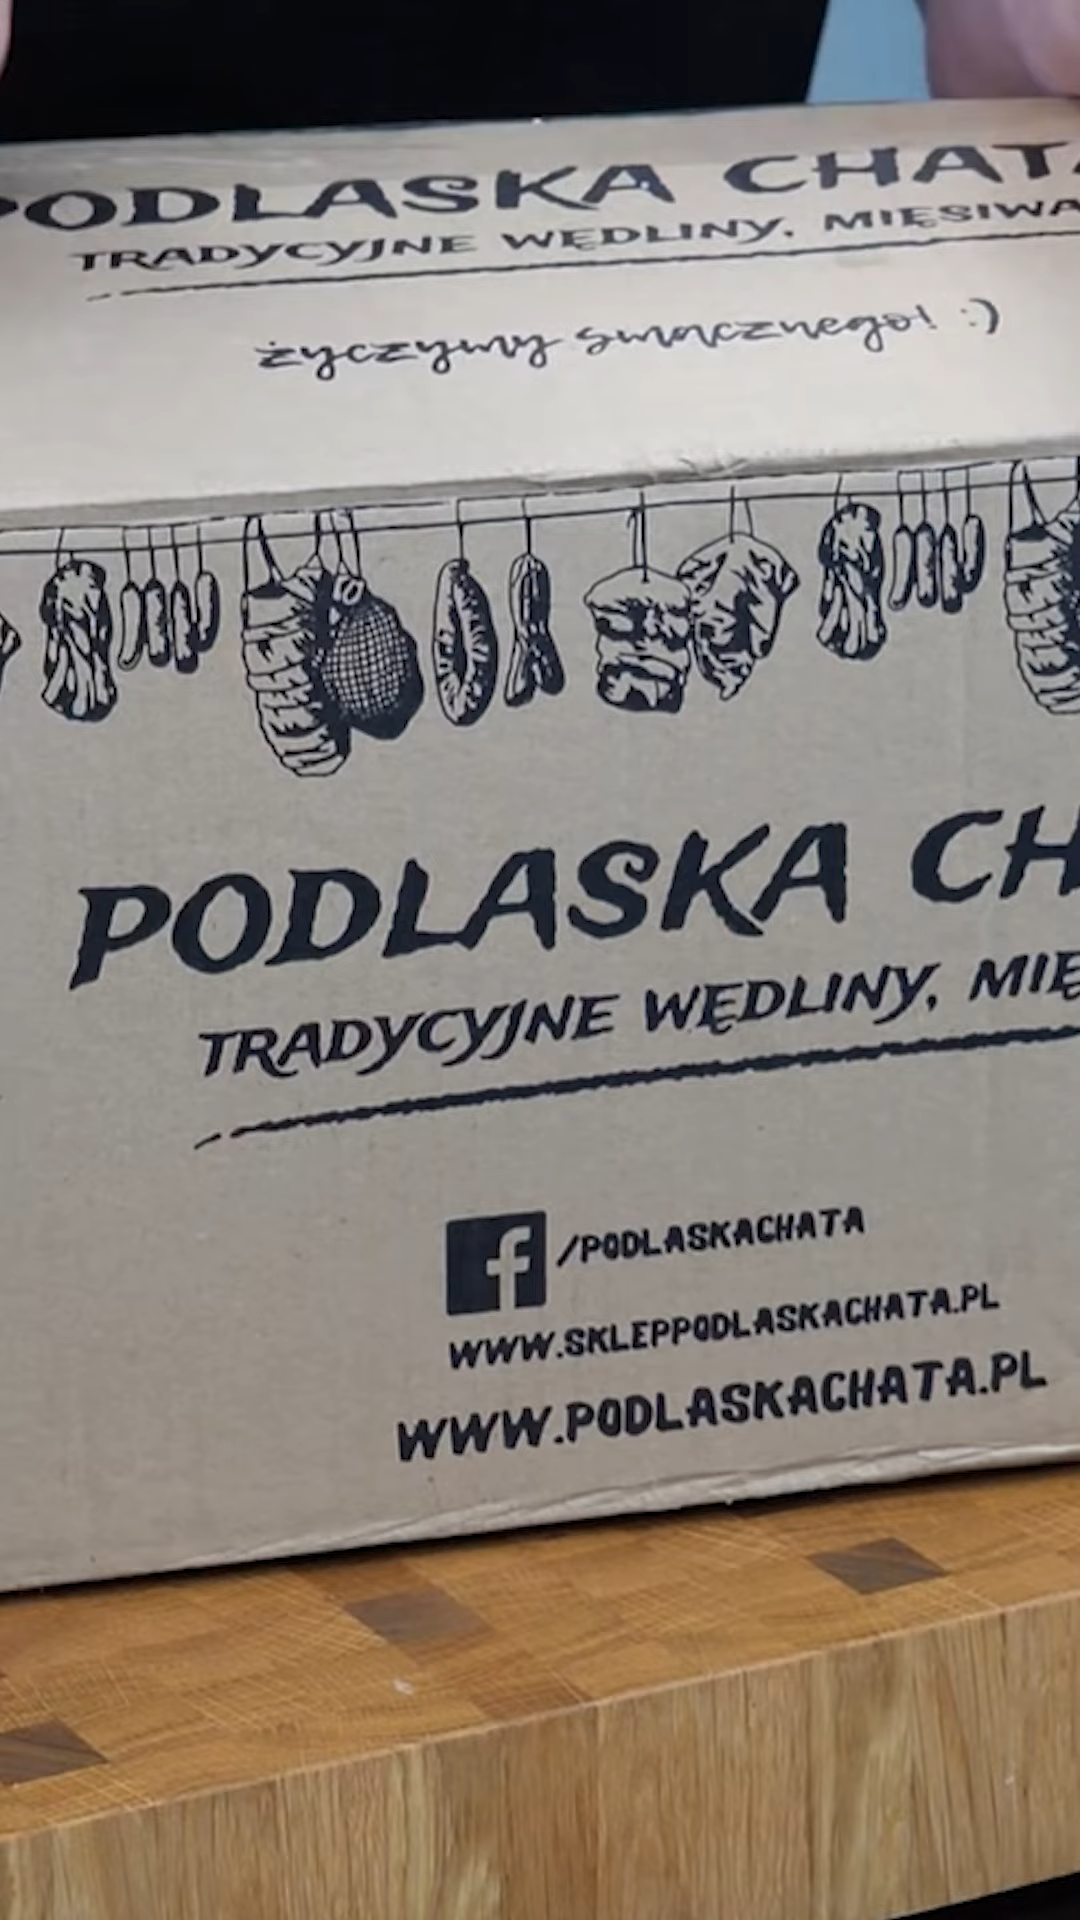 PODLASKA CHATA
TRADYCYJNE WĘDLINY, MIĘSIWA
życzymy smacznego! :)
PODLASKA CH
TRADYCYJNE WĘDLINY, MIĘ
f /PODLASKACHATA
WWW.SKLEPPODLASKACHATA.PL
WWW.PODLASKACHATA.PL